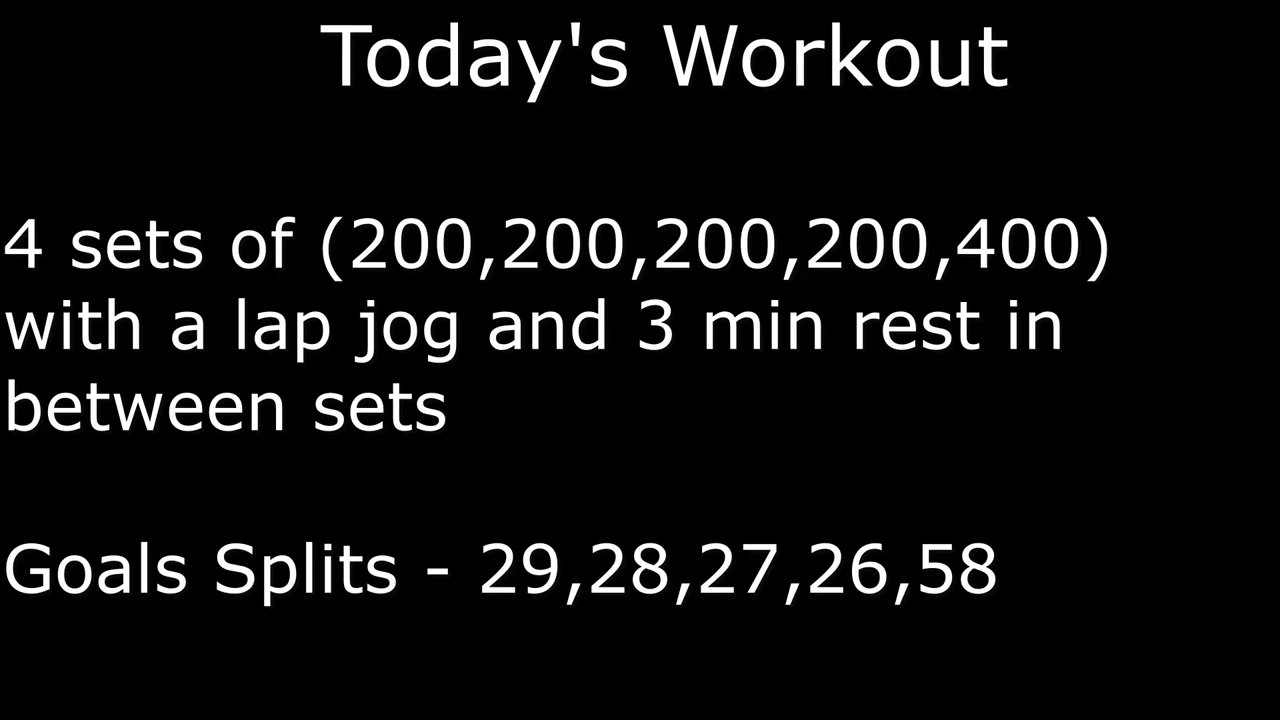 Today's Workout
4 sets of (200,200,200,200,400)
with a lap jog and 3 min rest in
between sets
Goals Splits - 29,28,27,26,58